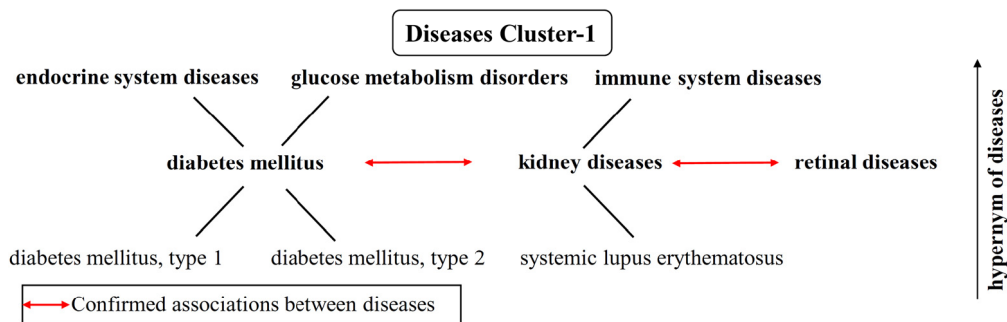 Diseases Cluster-1
endocrine system diseases
glucose metabolism disorders
immune system diseases
diabetes mellitus
kidney diseases
retinal diseases
diabetes mellitus, type 1
diabetes mellitus, type 2
systemic lupus erythematosus
Confirmed associations between diseases
hypernym of diseases